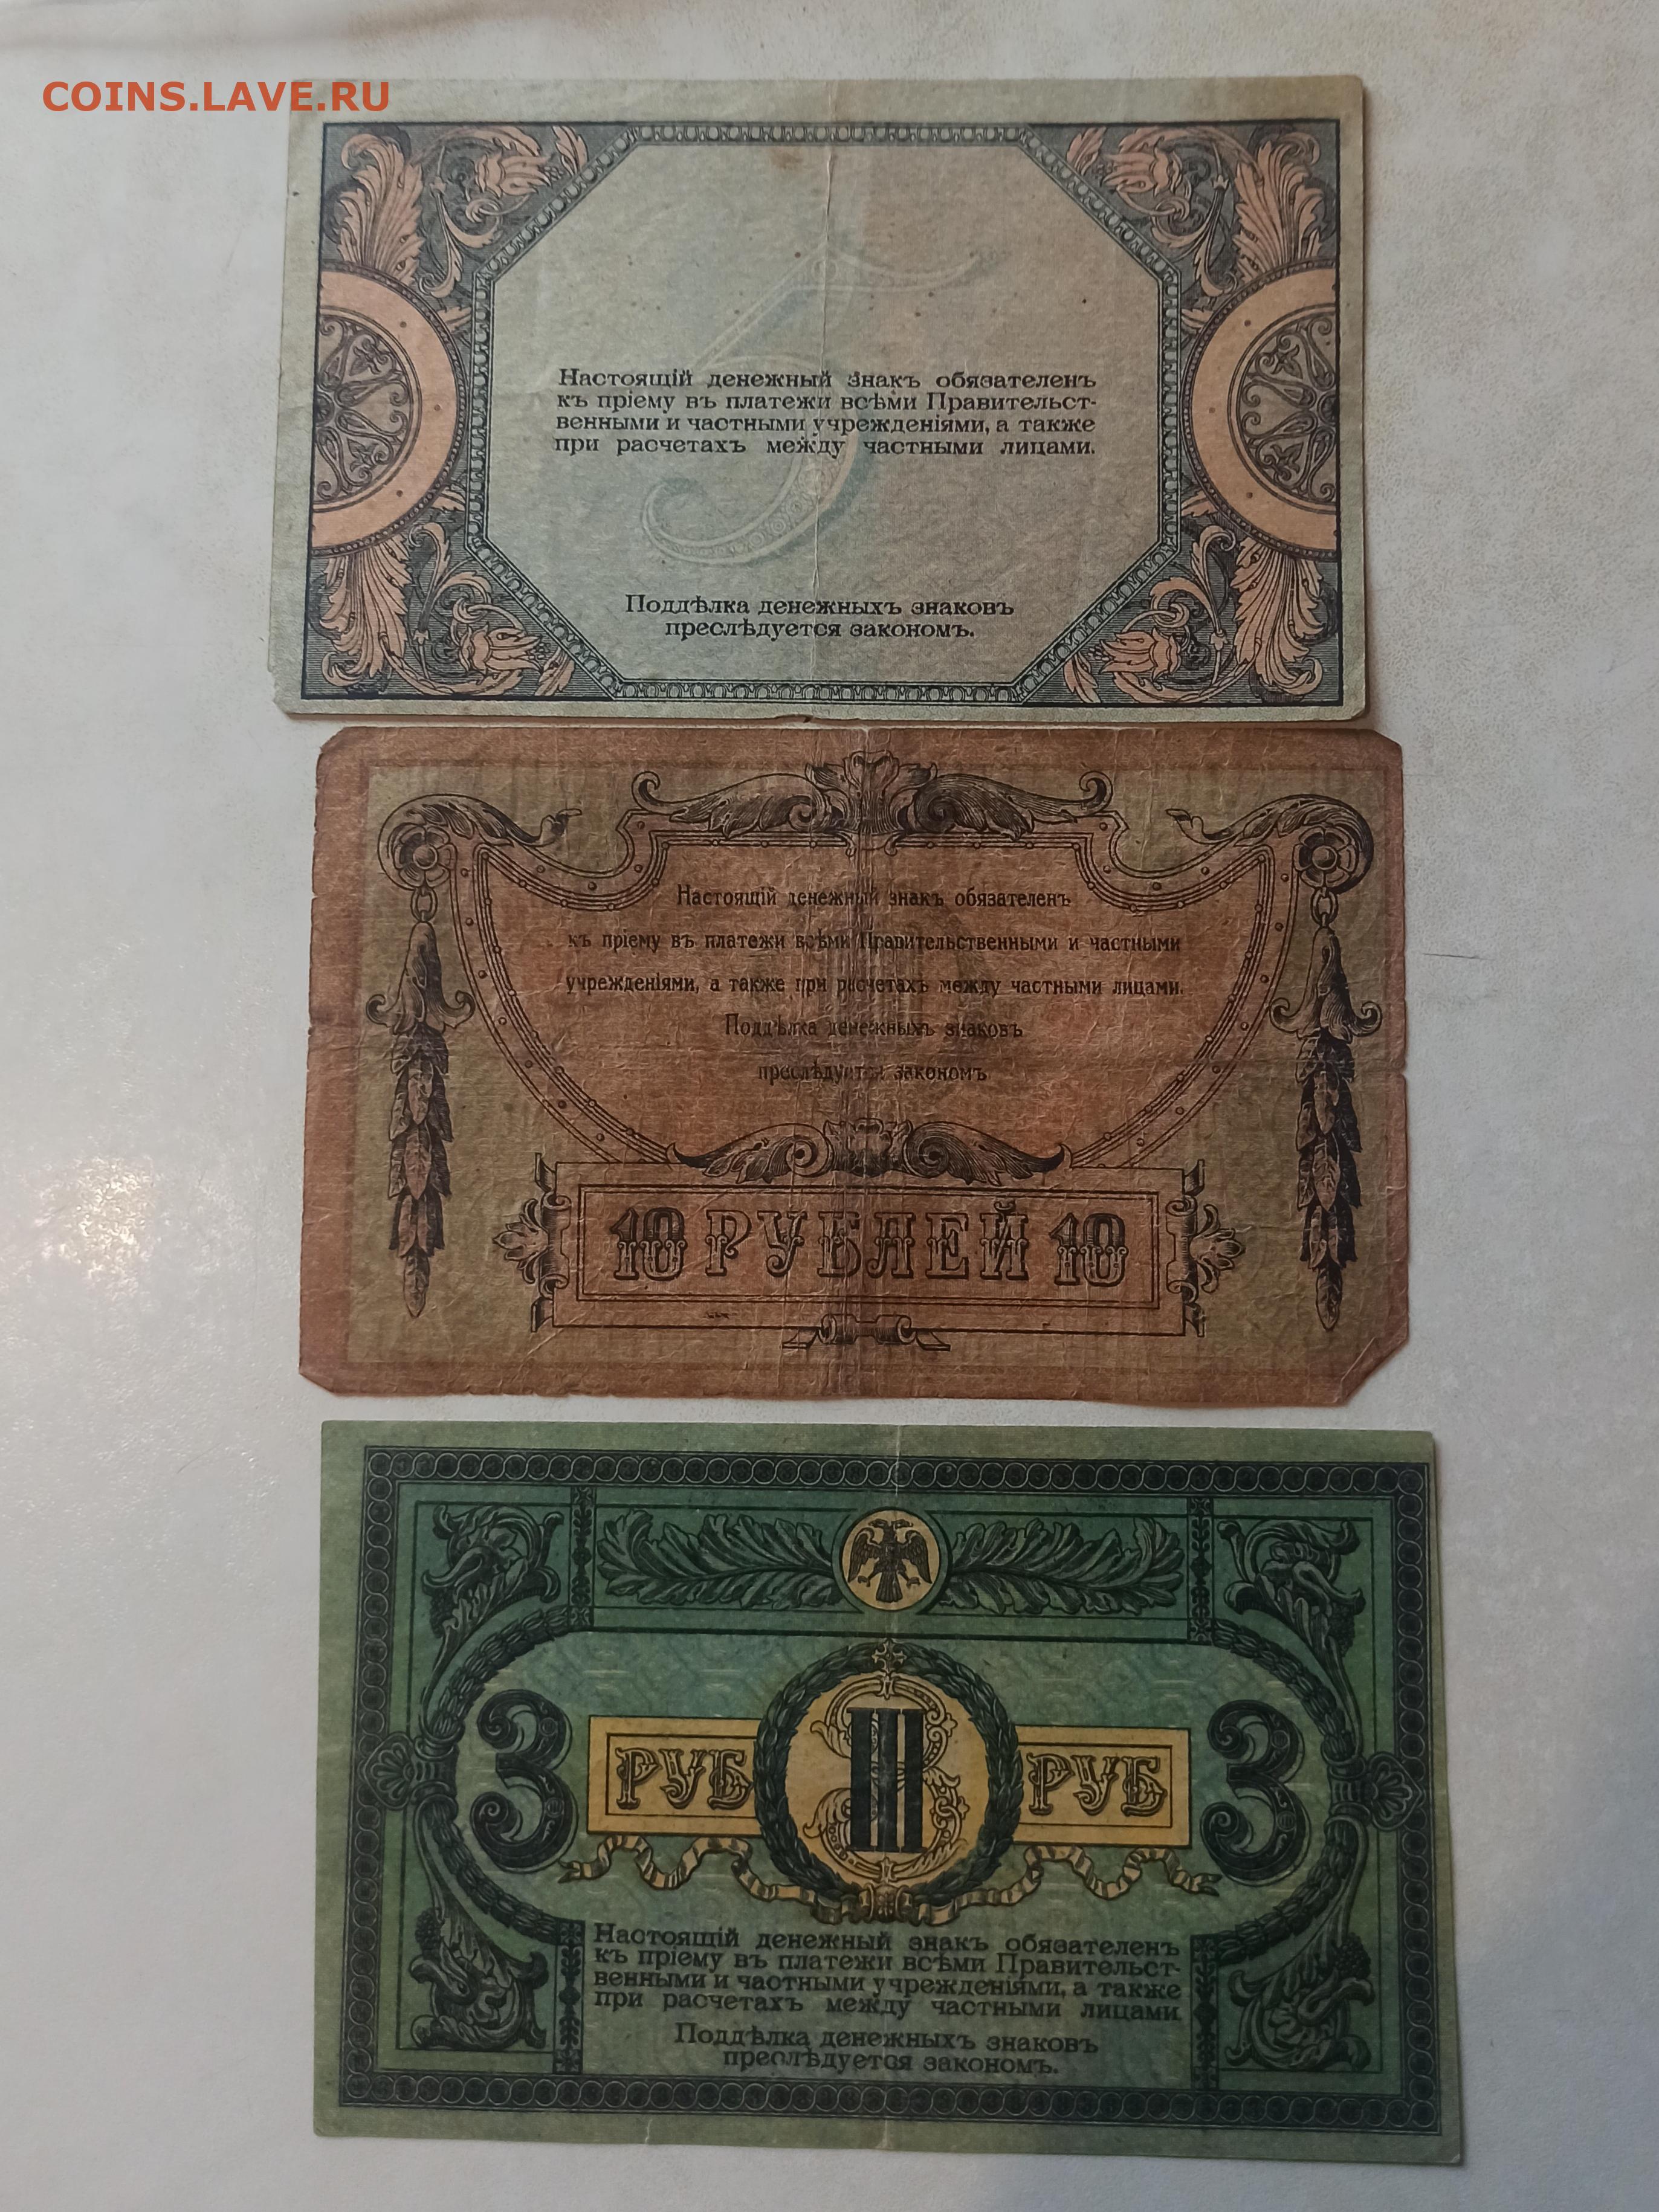 COINS.LAVE.RU
5
Настоящій денежный знакъ обязателенъ
къ пріему въ платежи всѣми Правительст-
венными и частными учрежденіями, а также
при расчетахъ между частными лицами.
Поддѣлка денежныхъ знаковъ
преслѣдуется закономъ.
Настоящій денежный знакъ обязателенъ
къ пріему въ платежи всѣми Правительственными и частными
учрежденіями, а также при расчетахъ между частными лицами.
Поддѣлка денежныхъ знаковъ
преслѣдуется закономъ
10 РУБЛЕЙ 10
3 РУБ III 3 РУБ 3
Настоящій денежный знакъ обязателенъ
къ пріему въ платежи всѣми Правительст-
венными и частными учрежденіями, а также
при расчетахъ между частными лицами.
Поддѣлка денежныхъ знаковъ
преслѣдуется закономъ.